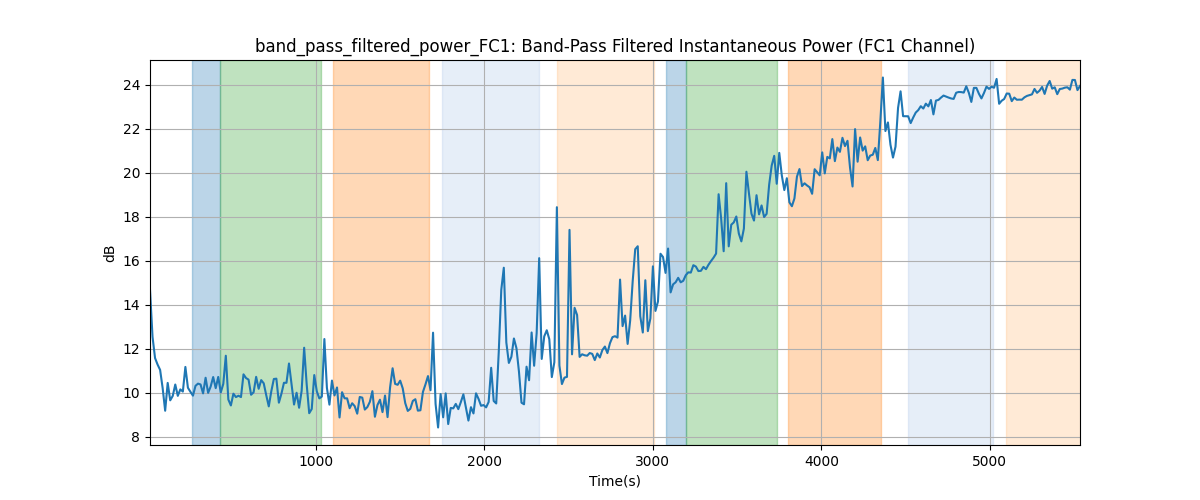 band_pass_filtered_power_FC1: Band-Pass Filtered Instantaneous Power (FC1 Channel)
24
22
20
18
16
14
12
10
8
dB
1000 2000 3000 4000 5000
Time(s)